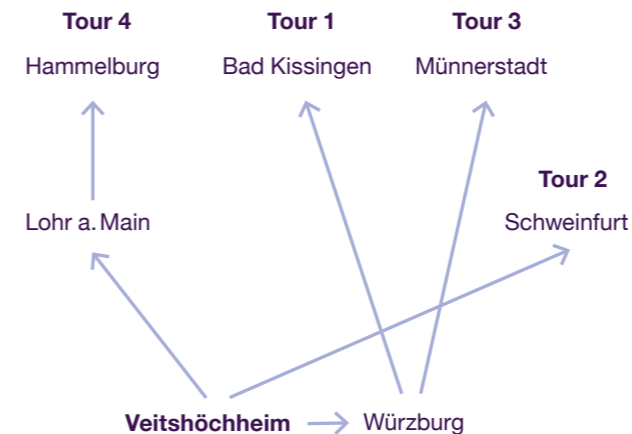 Tour 4
Hammelburg
Tour 1
Bad Kissingen
Tour 3
Münnerstadt
Tour 2
Schweinfurt
Lohr a. Main
Veitshöchheim
Würzburg